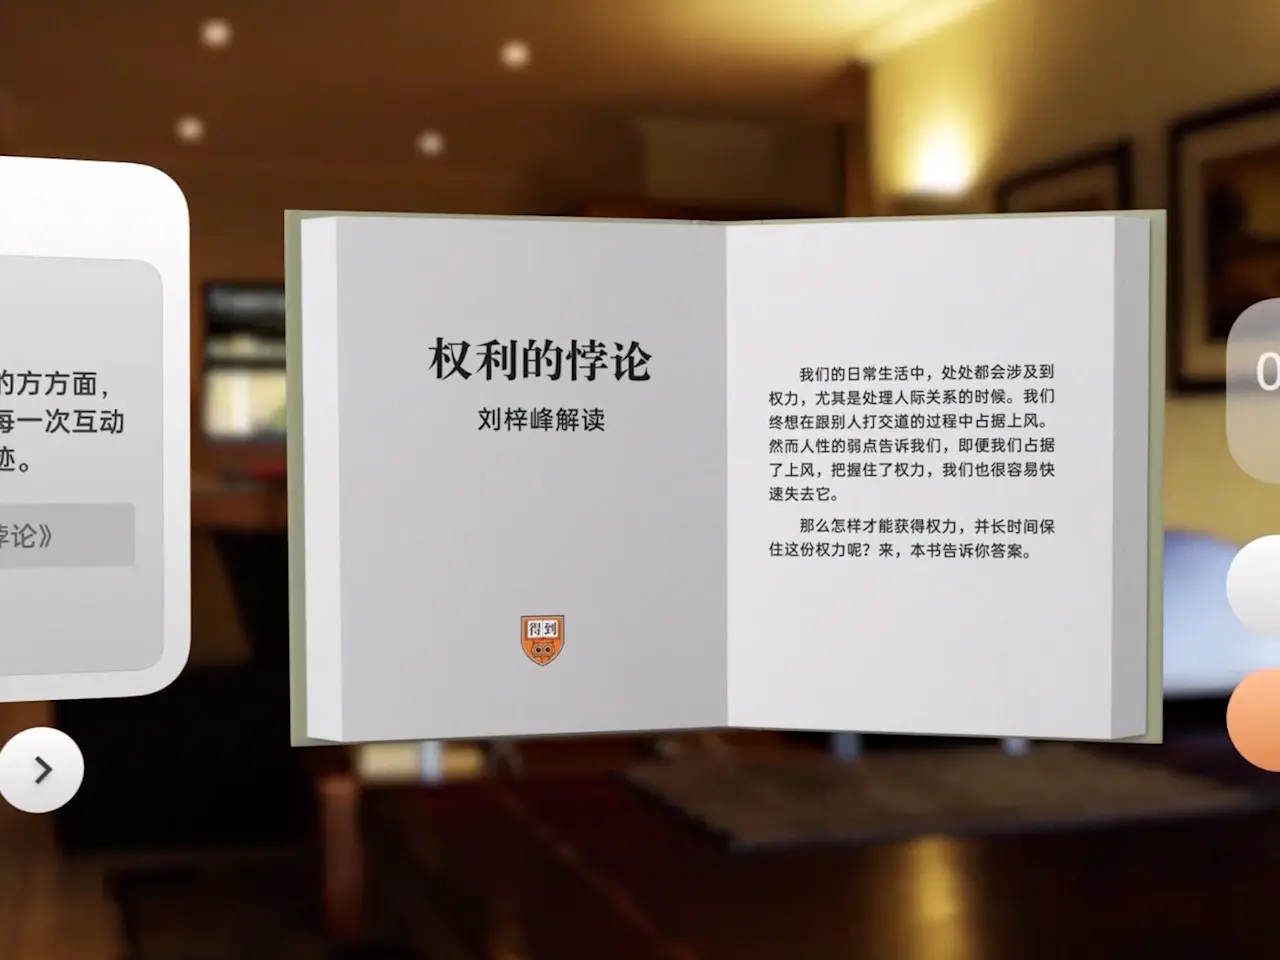 的方方面，
每一次互动
迹。
悖论》
权利的悖论
刘梓峰解读
得到
我们的日常生活中，处处都会涉及到
权力，尤其是处理人际关系的时候。我们
终想在跟别人打交道的过程中占据上风。
然而人性的弱点告诉我们，即便我们占据
了上风，把握住了权力，我们也很容易快
速失去它。
那么怎样才能获得权力，并长时间保
住这份权力呢？来，本书告诉你答案。
0